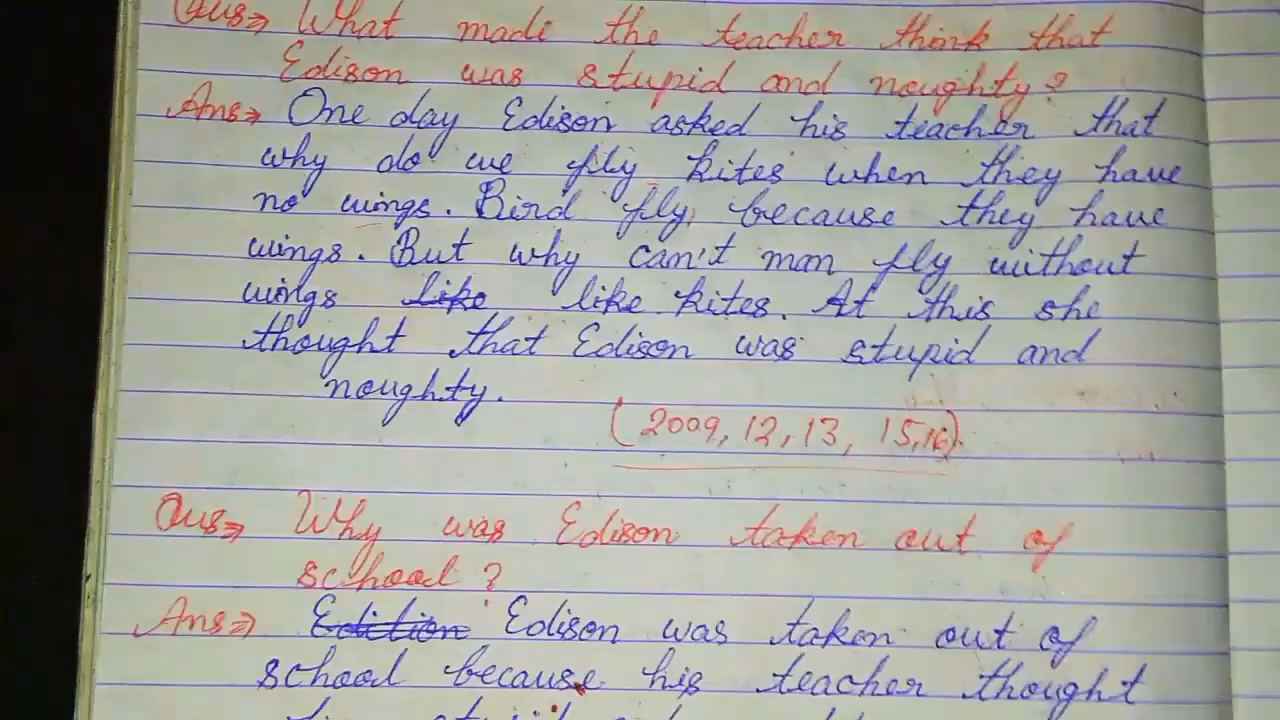 Ques⇒ What made the teacher think that
Edison was stupid and noughty?
Ans⇒ One day Edison asked his teacher that
why do we fly kites when they have
no wings. Bird fly, because they have
wings. But why can't man fly without
wings like like kites. At this she
thought that Edison was stupid and
noughty.
(2009, 12, 13, 15, 16).
Ques⇒ Why was Edison taken out of
school?
Ans⇒ Edition Edison was taken out of
school because his teacher thought